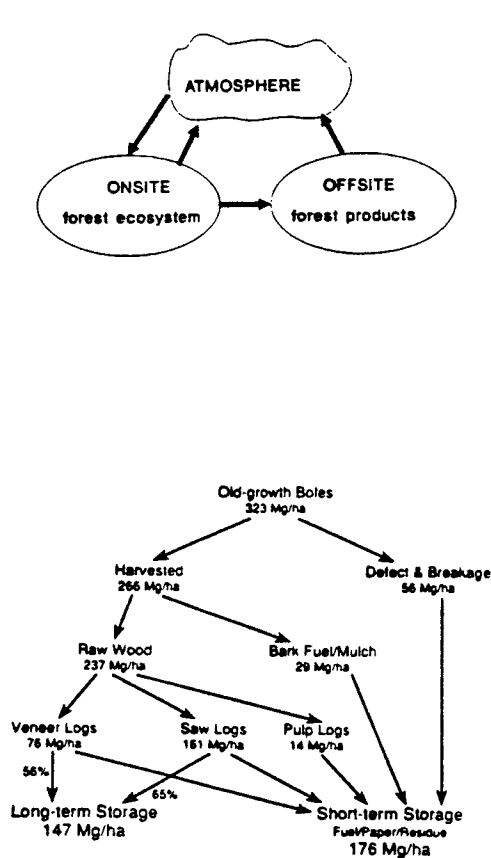 ATMOSPHERE
ONSITE
forest ecosystem
OFFSITE
forest products
Old-growth Boles
323 Mg/ha
Harvested
266 Mg/ha
Defect & Breakage
56 Mg/ha
Raw Wood
237 Mg/ha
Bark Fuel/Mulch
29 Mg/ha
Veneer Logs
76 Mg/ha
Saw Logs
161 Mg/ha
Pulp Logs
14 Mg/ha
56%
65%
Long-term Storage
147 Mg/ha
Short-term Storage
Fuel/Paper/Residue
176 Mg/ha